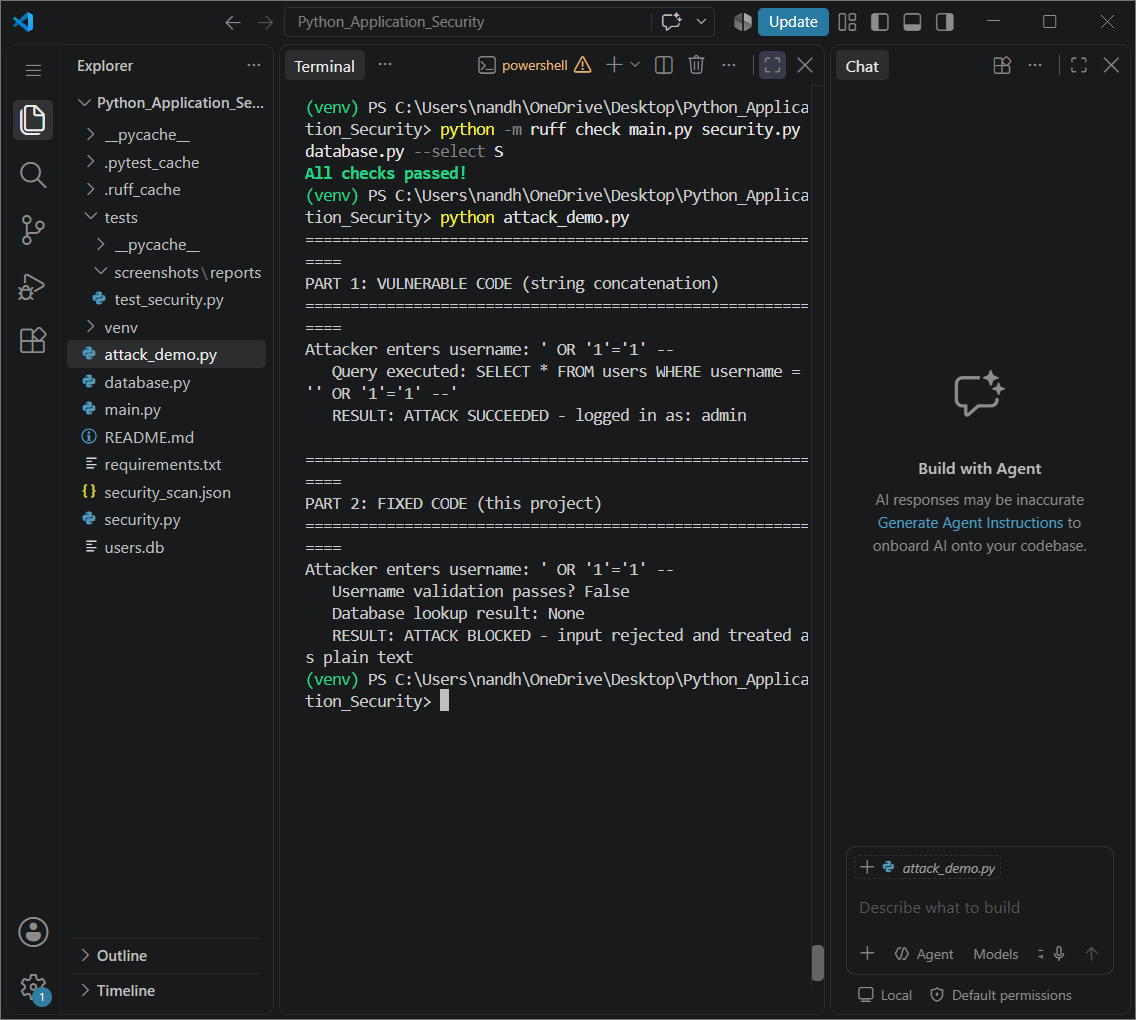 Python_Application_Security
Update
Explorer
Python_Application_Se...
__pycache__
.pytest_cache
.ruff_cache
tests
__pycache__
screenshots\reports
test_security.py
venv
attack_demo.py
database.py
main.py
README.md
requirements.txt
security_scan.json
security.py
users.db
Outline
Timeline
1
Terminal
powershell
(venv) PS C:\Users\nandh\OneDrive\Desktop\Python_Applica
tion_Security> python -m ruff check main.py security.py
database.py --select S
All checks passed!
(venv) PS C:\Users\nandh\OneDrive\Desktop\Python_Applica
tion_Security> python attack_demo.py
========================================================
====
PART 1: VULNERABLE CODE (string concatenation)
========================================================
====
Attacker enters username: ' OR '1'='1' --
Query executed: SELECT * FROM users WHERE username =
'' OR '1'='1' --'
RESULT: ATTACK SUCCEEDED - logged in as: admin
========================================================
====
PART 2: FIXED CODE (this project)
========================================================
====
Attacker enters username: ' OR '1'='1' --
Username validation passes? False
Database lookup result: None
RESULT: ATTACK BLOCKED - input rejected and treated a
s plain text
(venv) PS C:\Users\nandh\OneDrive\Desktop\Python_Applica
tion_Security>
Chat
Build with Agent
AI responses may be inaccurate
Generate Agent Instructions to
onboard AI onto your codebase.
attack_demo.py
Describe what to build
Agent Models
Local Default permissions